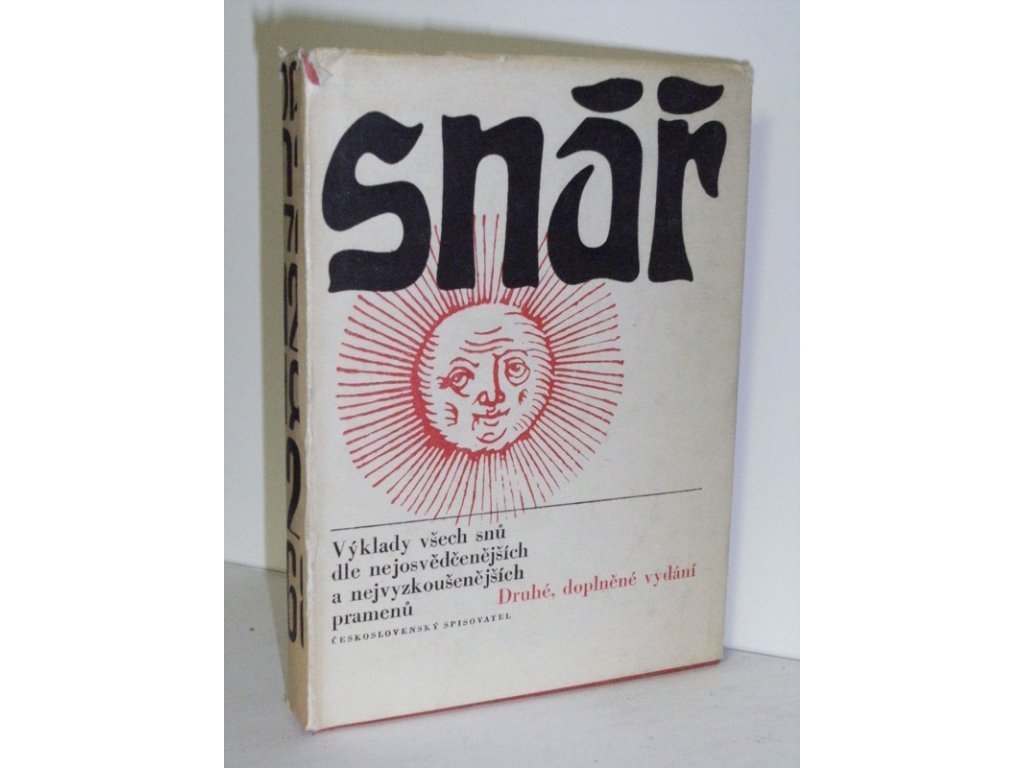 snář
Výklady všech snů
dle nejosvědčenějších
a nejvyzkoušenějších
pramenů
Druhé, doplněné vydání
ČESKOSLOVENSKÝ SPISOVATEL